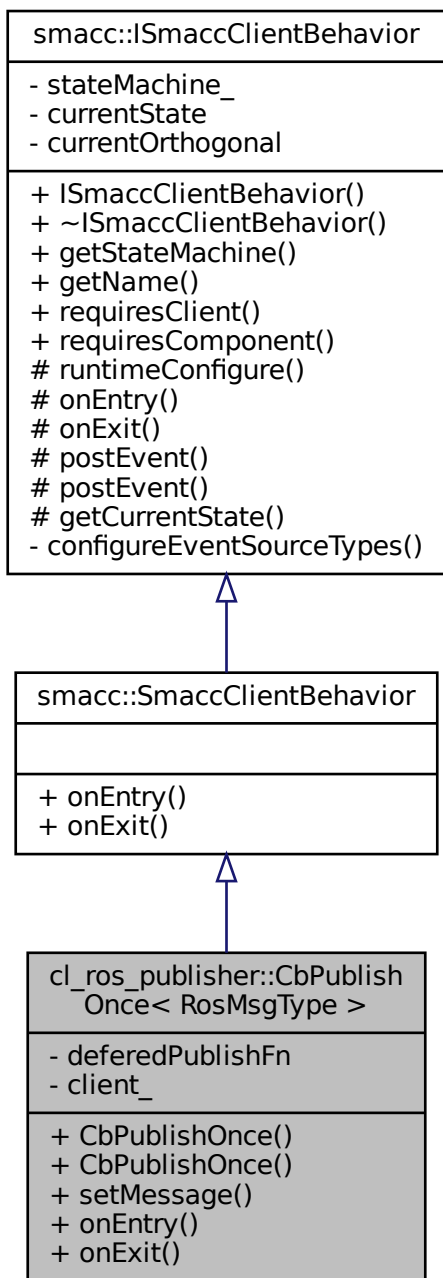 smacc::ISmaccClientBehavior
- stateMachine_
- currentState
- currentOrthogonal
+ ISmaccClientBehavior()
+ ~ISmaccClientBehavior()
+ getStateMachine()
+ getName()
+ requiresClient()
+ requiresComponent()
# runtimeConfigure()
# onEntry()
# onExit()
# postEvent()
# postEvent()
# getCurrentState()
- configureEventSourceTypes()
smacc::SmaccClientBehavior
+ onEntry()
+ onExit()
cl_ros_publisher::CbPublish
Once< RosMsgType >
- deferedPublishFn
- client_
+ CbPublishOnce()
+ CbPublishOnce()
+ setMessage()
+ onEntry()
+ onExit()